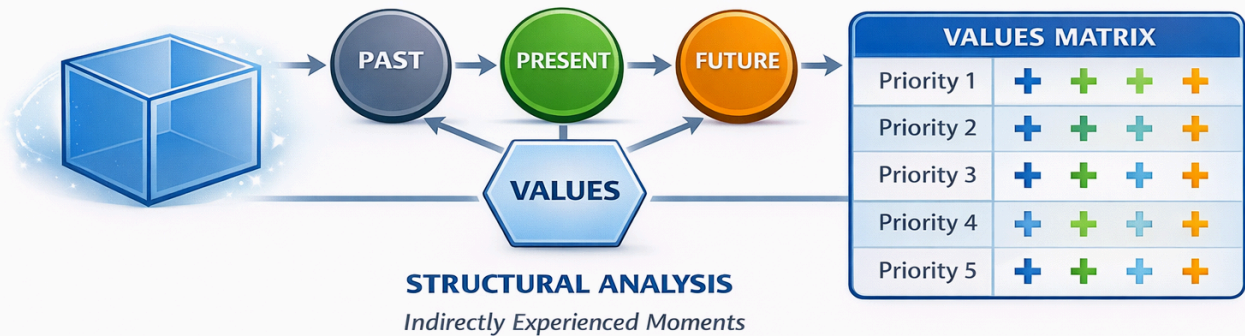 PAST
PRESENT
FUTURE
VALUES
STRUCTURAL ANALYSIS
Indirectly Experienced Moments
VALUES MATRIX
Priority 1
Priority 2
Priority 3
Priority 4
Priority 5